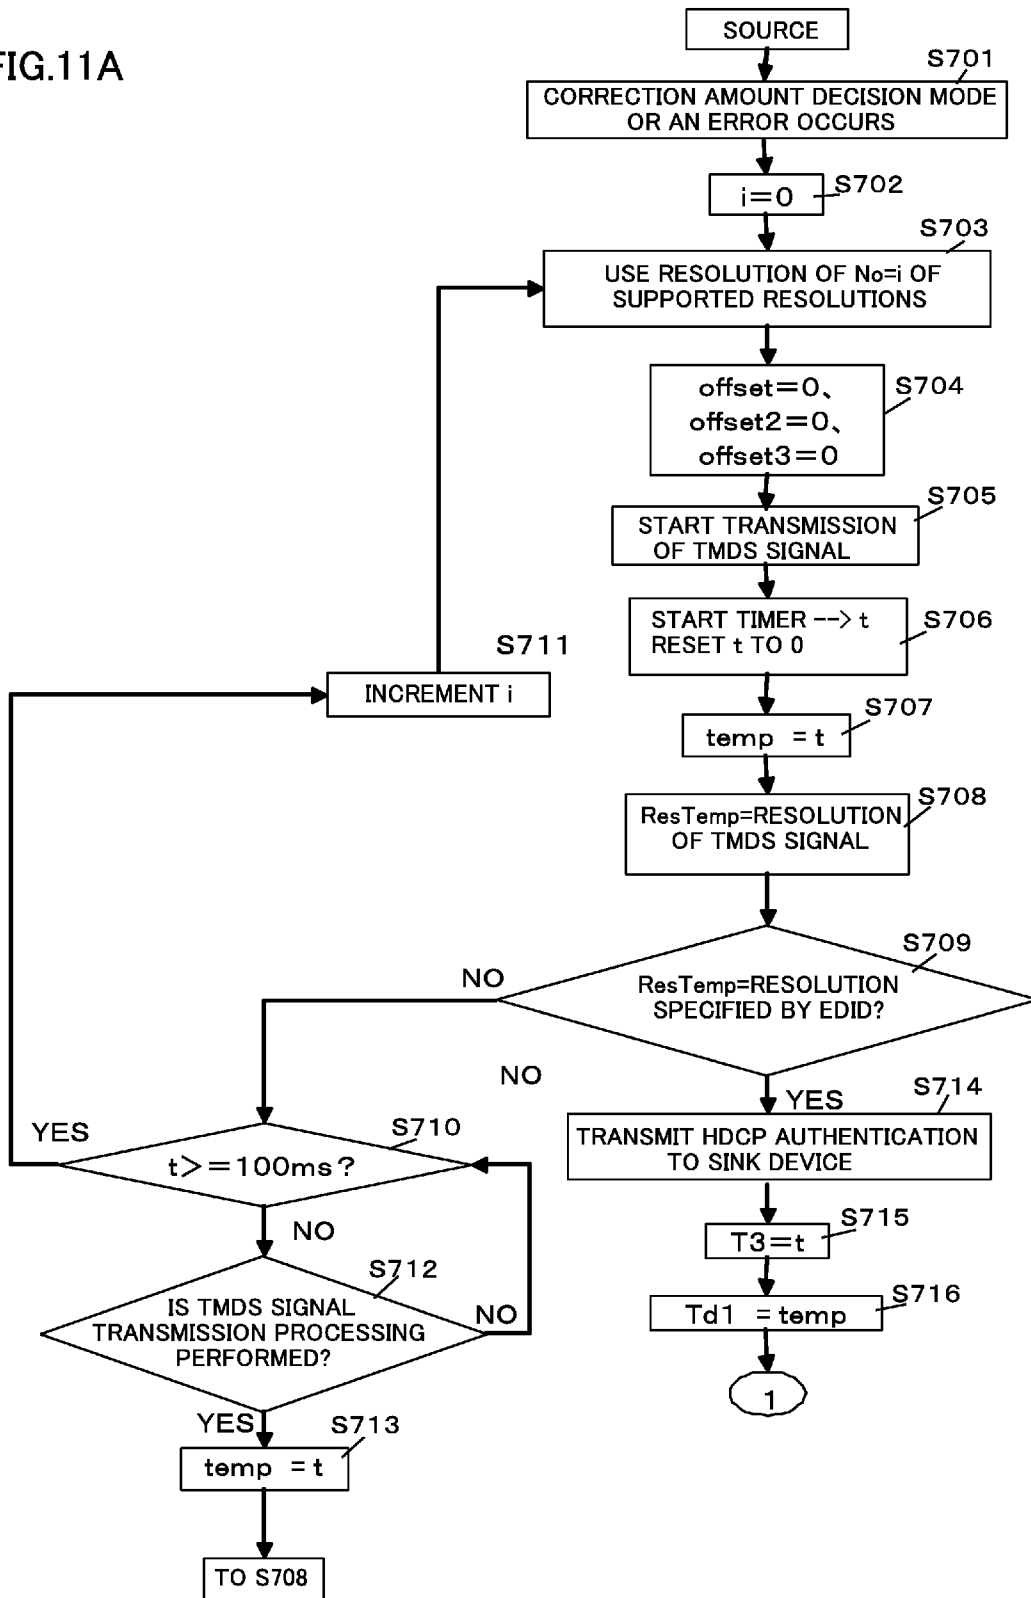 FIG.11A
SOURCE
S701
CORRECTION AMOUNT DECISION MODE
OR AN ERROR OCCURS
S702
i=0
S703
USE RESOLUTION OF No=i OF
SUPPORTED RESOLUTIONS
offset=0、
offset2=0、
offset3=0
S704
S705
START TRANSMISSION
OF TMDS SIGNAL
START TIMER --> t
RESET t TO 0
S706
S711
INCREMENT i
S707
temp = t
S708
ResTemp=RESOLUTION
OF TMDS SIGNAL
S709
NO
ResTemp=RESOLUTION
SPECIFIED BY EDID?
NO
YES
S714
YES
S710
t>=100ms?
TRANSMIT HDCP AUTHENTICATION
TO SINK DEVICE
NO
S715
T3=t
S712
IS TMDS SIGNAL
TRANSMISSION PROCESSING
PERFORMED?
NO
S716
Td1 =temp
1
YES
S713
temp = t
TO S708